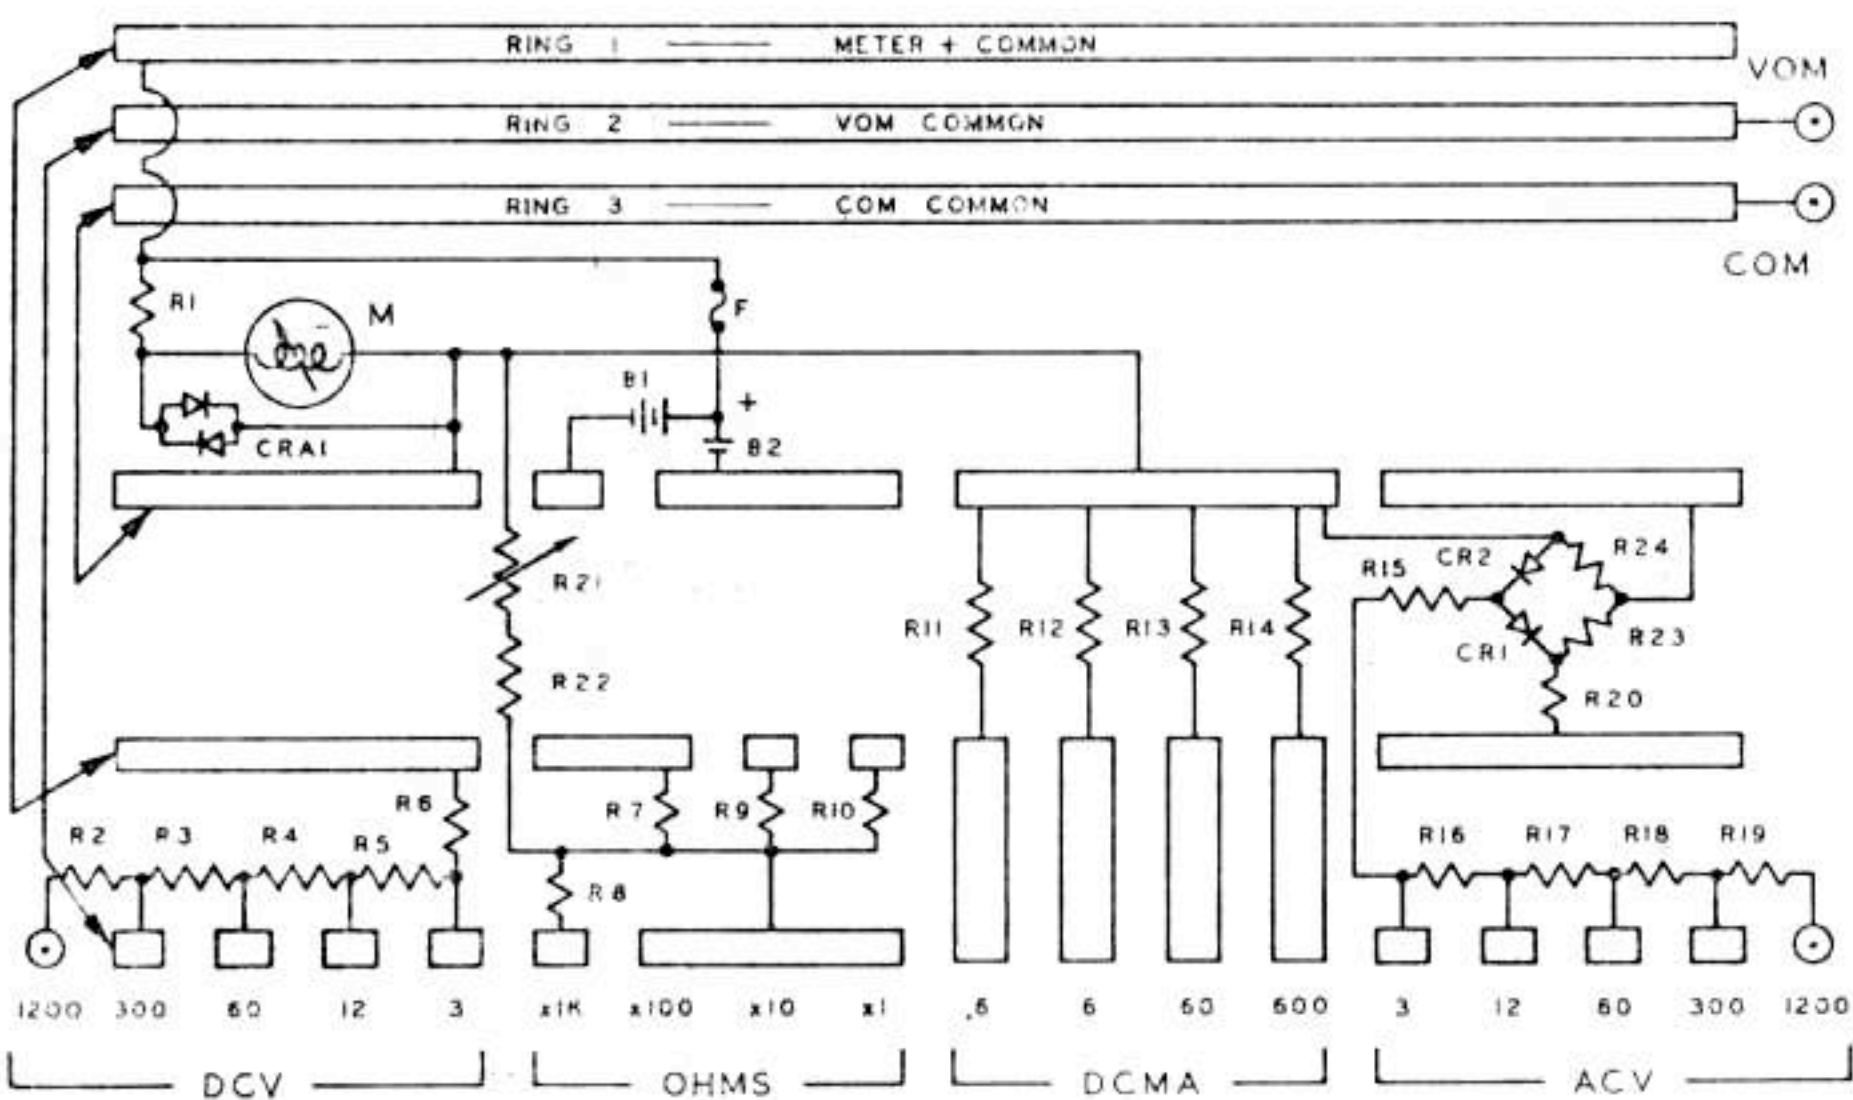 RING 1 —— METER + COMMON
VOM
RING 2 —— VOM COMMON
RING 3 —— COM COMMON
COM
R1
M
F
B1
+
B2
CRA1
R21
R22
R11
R12
R13
R14
R15
CR2
R24
CR1
R23
R20
R6
R7
R9
R10
R2
R3
R4
R5
R8
R16
R17
R18
R19
1200 300 60 12 3
x1K x100 x10 x1
.6 6 60 600
3 12 60 300 1200
DCV
OHMS
DCMA
ACV